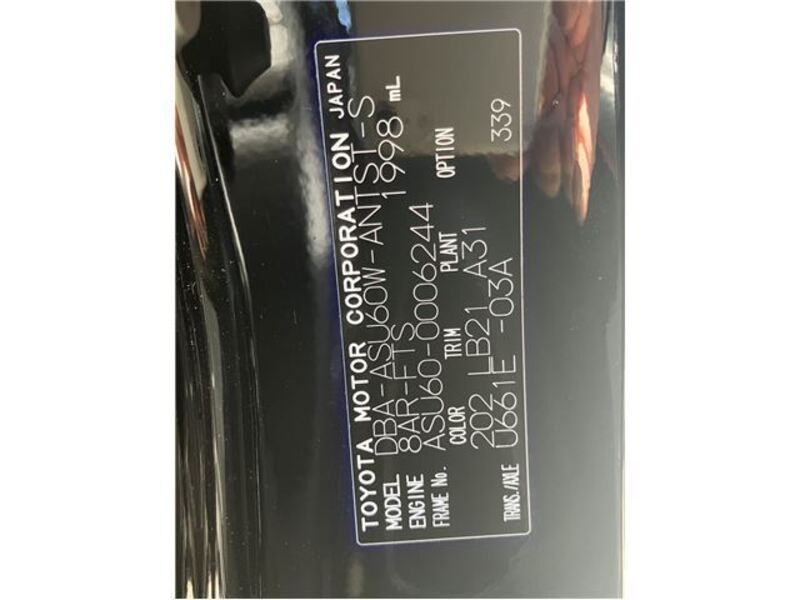 TOYOTA MOTOR CORPORATION JAPAN
MODEL DBA-ASU60W-ANTST-S
ENGINE 8AR-FTS 1998 mL
FRAME No. ASU60-0006244
COLOR TRIM PLANT OPTION
202 LB21 A31 339
TRANS./AXLE U661E -03A